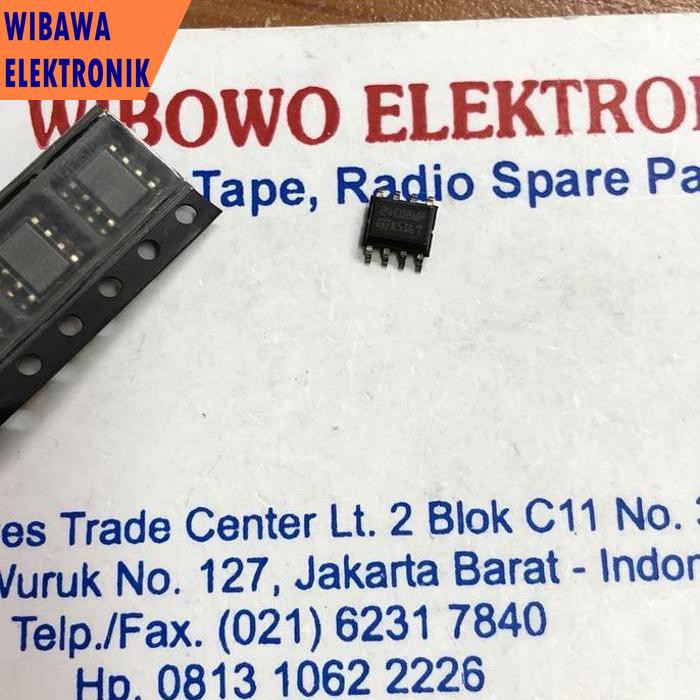 WIBAWA
ELEKTRONIK
WIBOWO ELEKTRO
Tape, Radio Spare Pa
es Trade Center Lt. 2 Blok C11 No.
Wuruk No. 127, Jakarta Barat - Indon
Telp./Fax. (021) 6231 7840
Hp. 0813 1062 2226